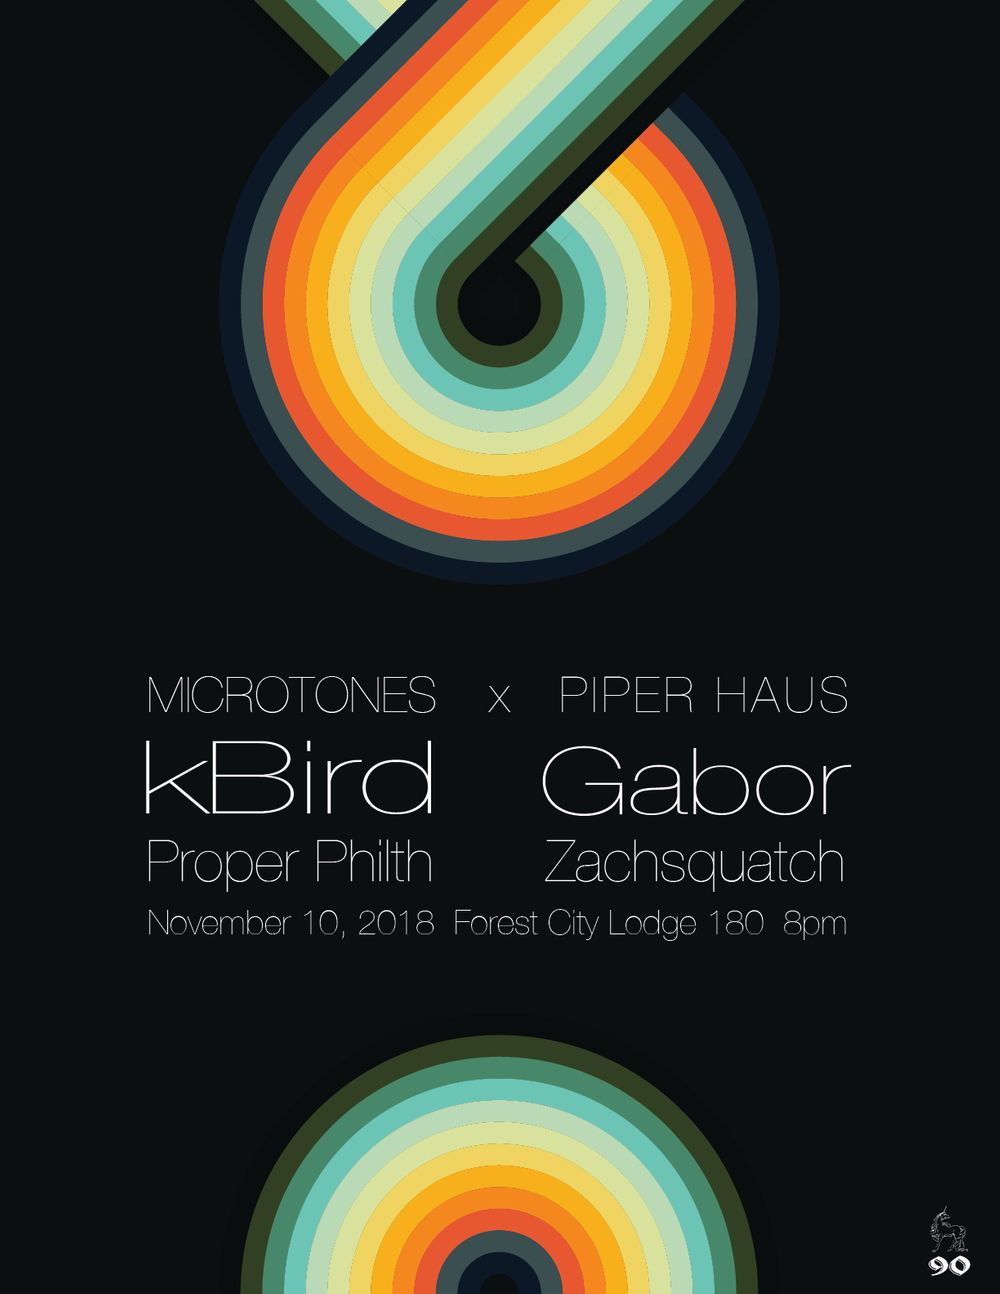 MICROTONES x PIPER HAUS
kBird Gabor
Proper Philth Zachsquatch
November 10, 2018 Forest City Lodge 180 8pm
90